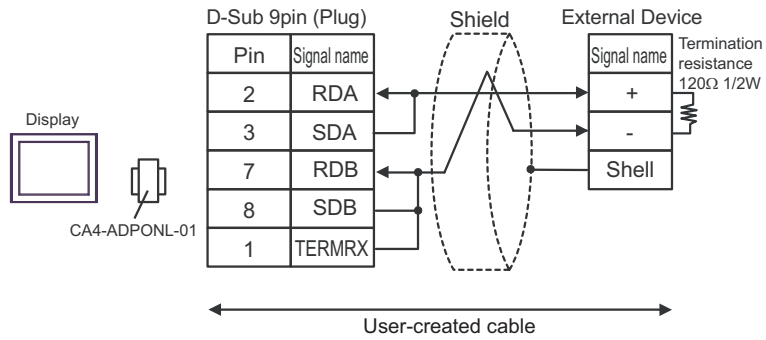 D-Sub 9pin (Plug)
Shield
External Device
Pin
Signal name
Signal name
Termination
resistance
120Ω 1/2W
2
RDA
+
Display
3
SDA
-
7
RDB
Shell
8
SDB
CA4-ADPONL-01
1
TERMRX
User-created cable